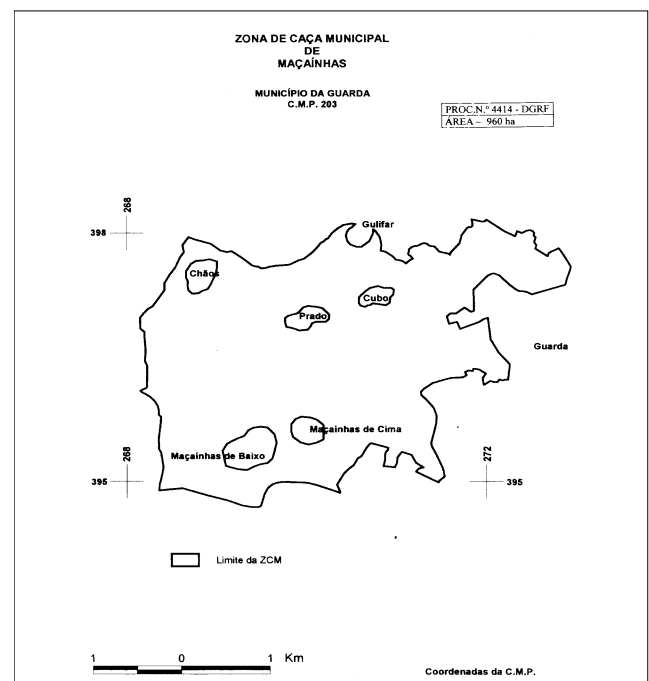 ZONA DE CAÇA MUNICIPAL
DE
MAÇAÍNHAS
MUNICÍPIO DA GUARDA
C.M.P. 203
PROC.N.º 4414 - DGRF
ÁREA - 960 ha
268
398
Gulifar
Chãos
Cubo
Prado
Guarda
Maçainhas de Cima
Maçainhas de Baixo
268
272
395
395
Limite da ZCM
1 0 1 Km
Coordenadas da C.M.P.